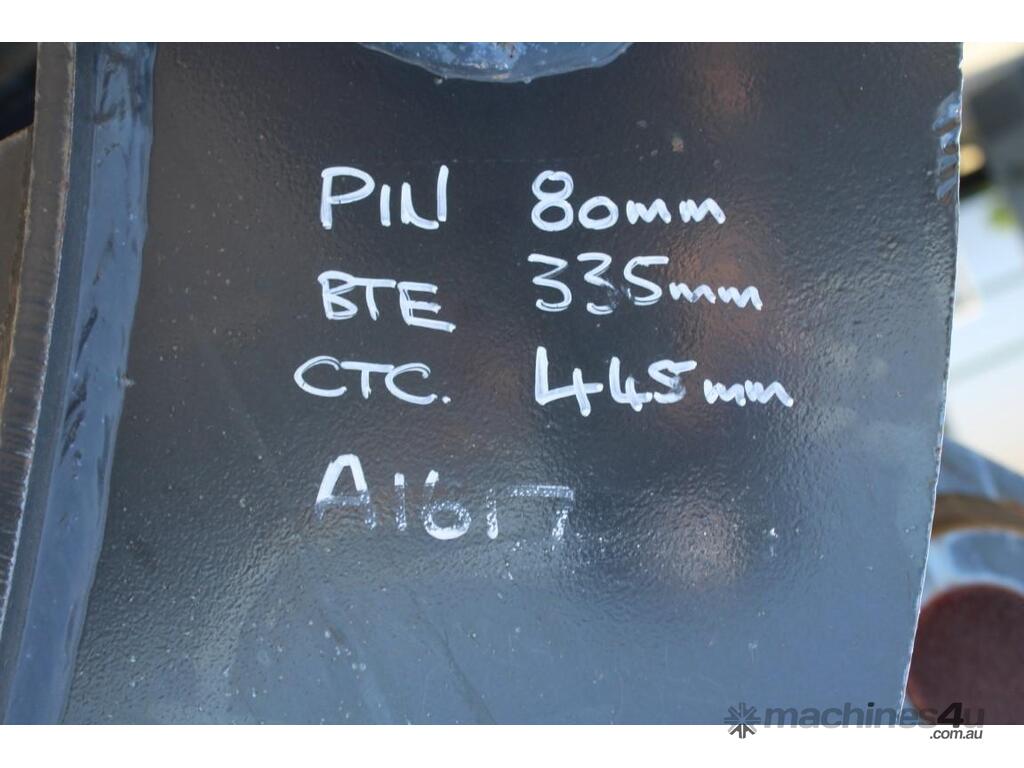 PIN 80mm
BTE 335mm
CTC. 445mm
A1617
machines4u
.com.au